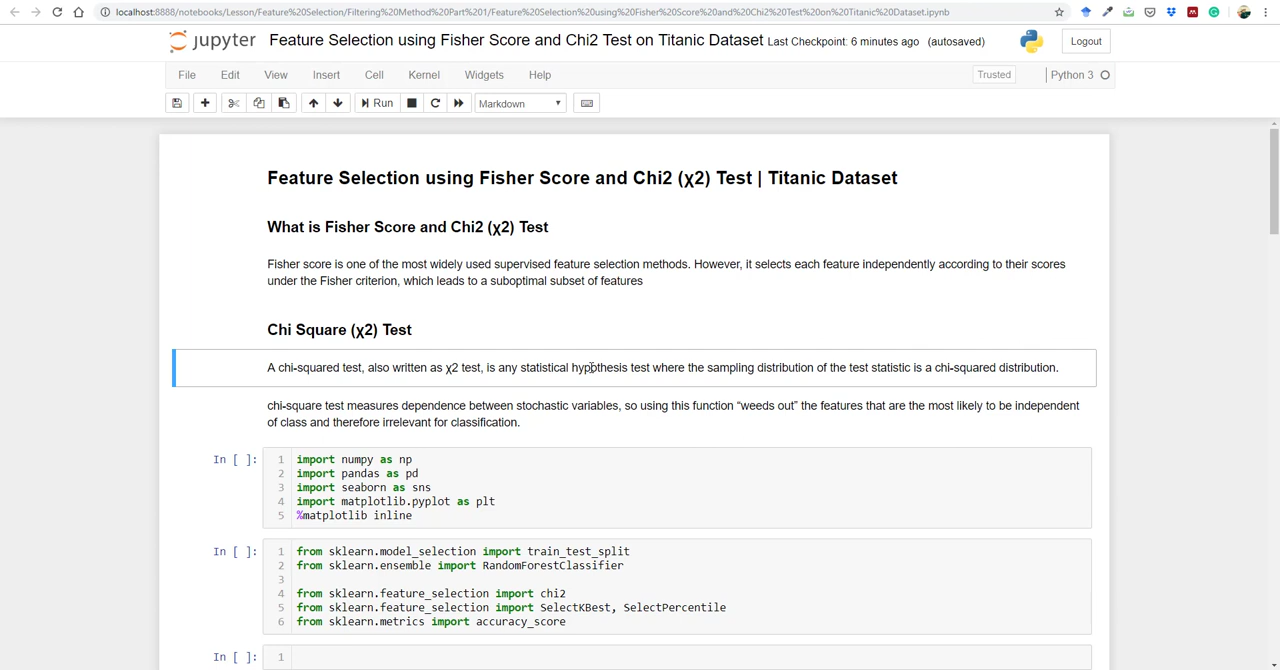 localhost:8888/notebooks/Lesson/Feature%20Selection/Filtering%20Method%20Part%201/Feature%20Selection%20using%20Fisher%20Score%20and%20Chi2%20Test%20on%20Titanic%20Dataset.ipynb
jupyter Feature Selection using Fisher Score and Chi2 Test on Titanic Dataset Last Checkpoint: 6 minutes ago (autosaved) Logout
File Edit View Insert Cell Kernel Widgets Help Trusted Python 3
Run Markdown
Feature Selection using Fisher Score and Chi2 (χ2) Test | Titanic Dataset
What is Fisher Score and Chi2 (χ2) Test
Fisher score is one of the most widely used supervised feature selection methods. However, it selects each feature independently according to their scores
under the Fisher criterion, which leads to a suboptimal subset of features
Chi Square (χ2) Test
A chi-squared test, also written as χ2 test, is any statistical hypothesis test where the sampling distribution of the test statistic is a chi-squared distribution.
chi-square test measures dependence between stochastic variables, so using this function “weeds out” the features that are the most likely to be independent
of class and therefore irrelevant for classification.
In [ ]: 1 import numpy as np
2 import pandas as pd
3 import seaborn as sns
4 import matplotlib.pyplot as plt
5 %matplotlib inline
In [ ]: 1 from sklearn.model_selection import train_test_split
2 from sklearn.ensemble import RandomForestClassifier
3
4 from sklearn.feature_selection import chi2
5 from sklearn.feature_selection import SelectKBest, SelectPercentile
6 from sklearn.metrics import accuracy_score
In [ ]: 1